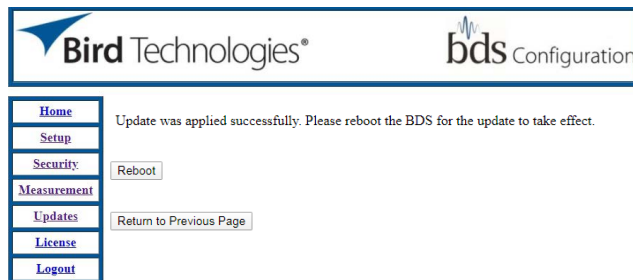 Bird Technologies®
bds Configuration
Home
Setup
Security
Measurement
Updates
License
Logout
Update was applied successfully. Please reboot the BDS for the update to take effect.
Reboot
Return to Previous Page